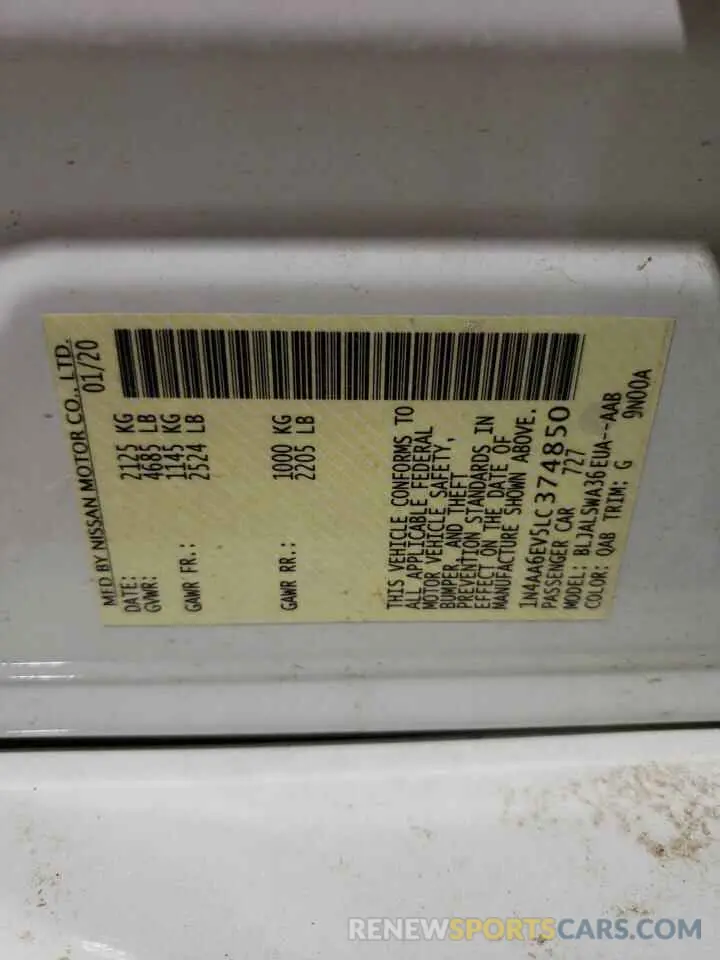 MFD BY NISSAN MOTOR CO., LTD.
DATE: 01/20
GVWR: 2125 KG
4685 LB
GAWR FR.: 1145 KG
2524 LB
GAWR RR.: 1000 KG
2205 LB
THIS VEHICLE CONFORMS TO
ALL APPLICABLE FEDERAL
MOTOR VEHICLE SAFETY,
BUMPER, AND THEFT
PREVENTION STANDARDS IN
EFFECT ON THE DATE OF
MANUFACTURE SHOWN ABOVE.
1N4AA6EV5LC374850
PASSENGER CAR 727
MODEL: BLJALSWA36EUA--AAB
COLOR: QAB TRIM: G 9N00A
RENEWSPORTSCARS.COM